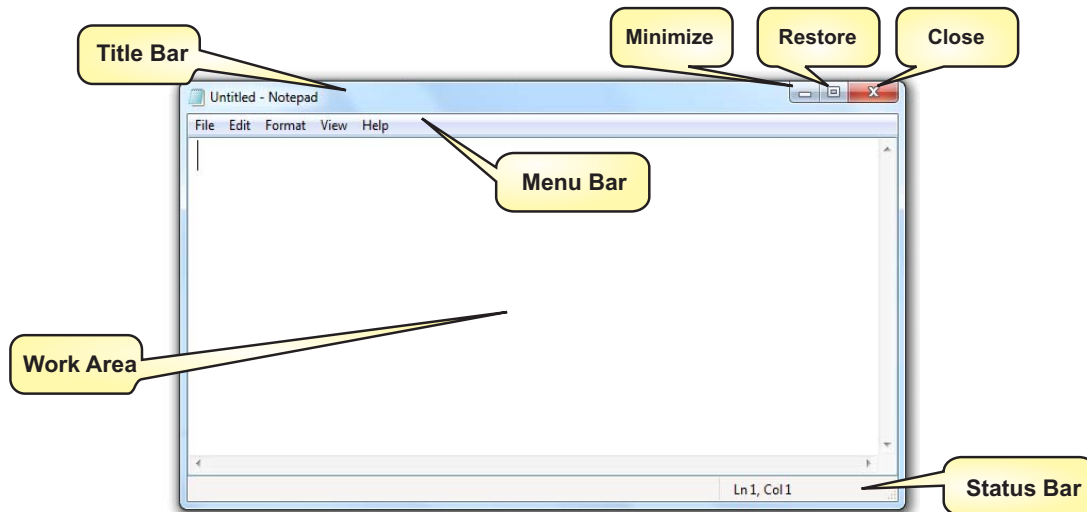 Minimize Restore Close
Title Bar
Untitled - Notepad
X
File Edit Format View Help
Menu Bar
Work Area
Ln 1, Col 1
Status Bar